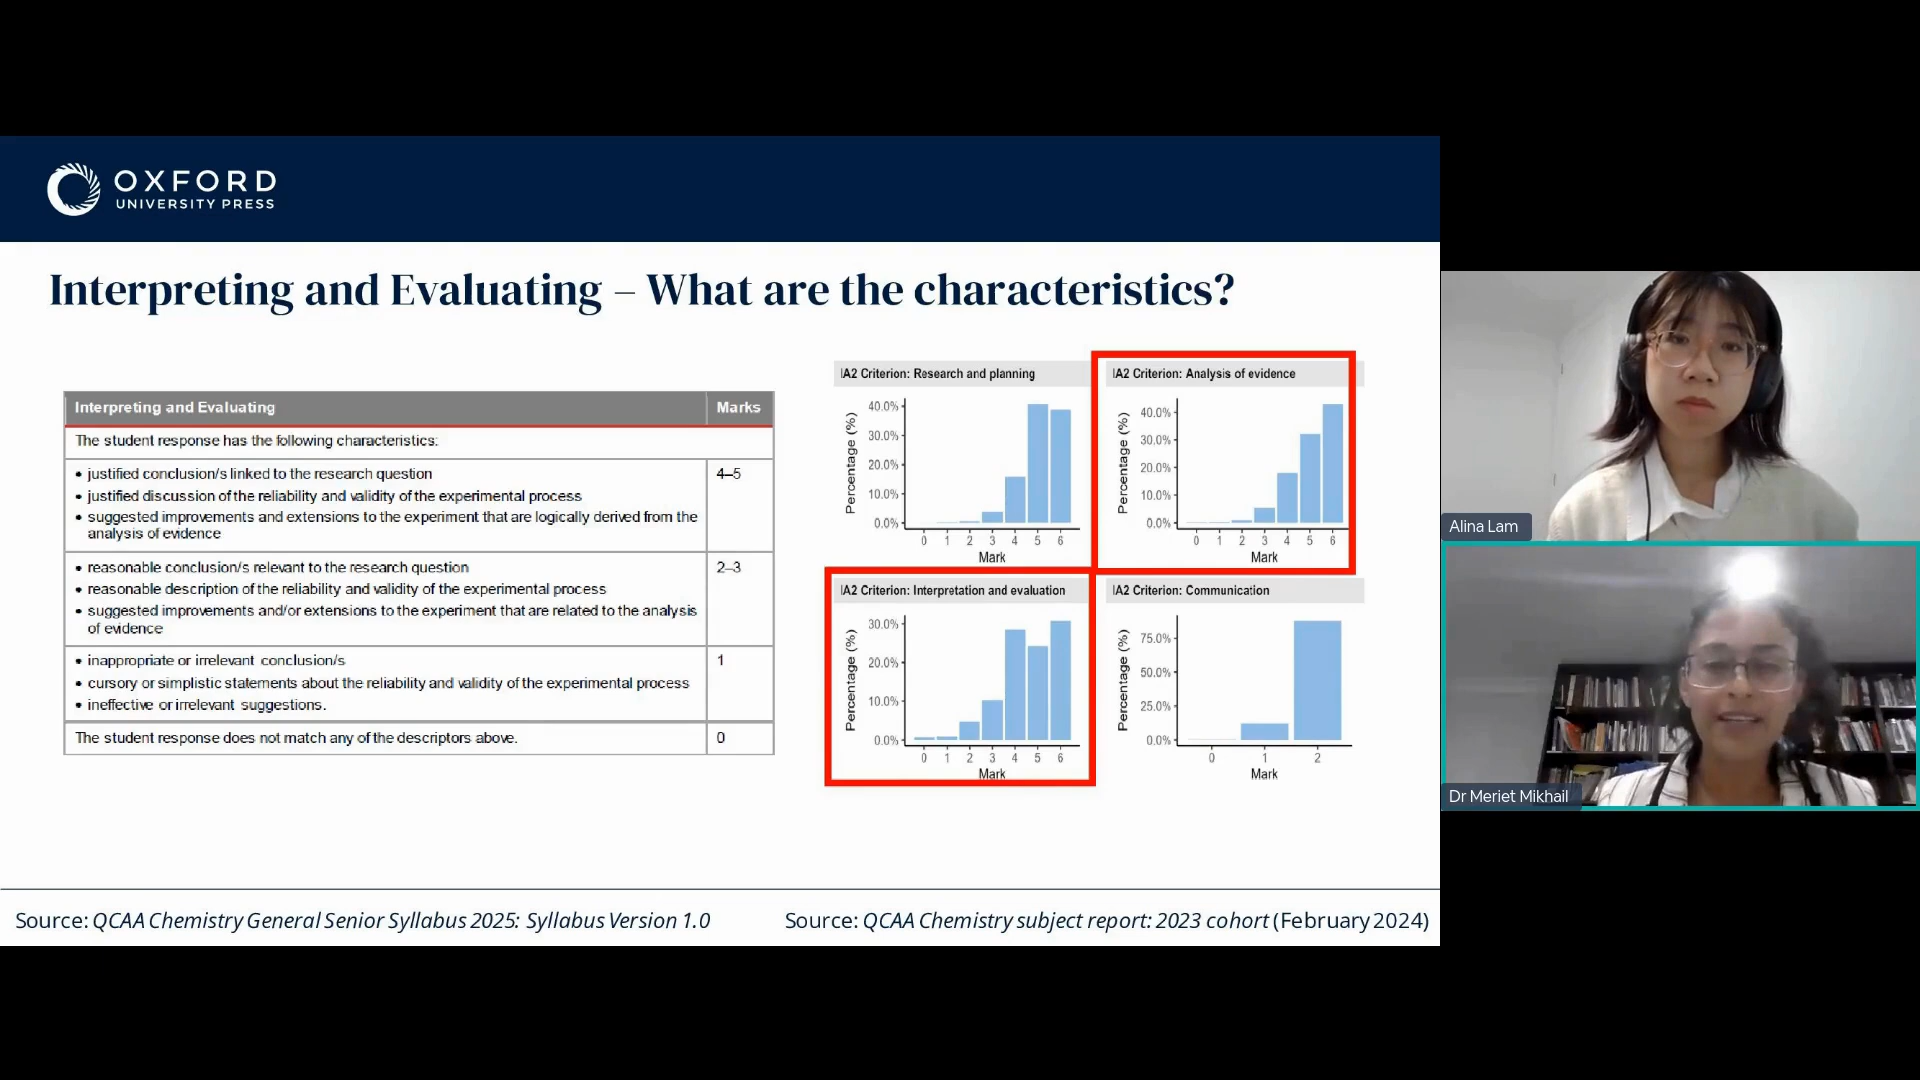 OXFORD
UNIVERSITY PRESS
Interpreting and Evaluating – What are the characteristics?
Interpreting and Evaluating Marks
The student response has the following characteristics:
• justified conclusion/s linked to the research question 4–5
• justified discussion of the reliability and validity of the experimental process
• suggested improvements and extensions to the experiment that are logically derived from the
analysis of evidence
• reasonable conclusion/s relevant to the research question 2–3
• reasonable description of the reliability and validity of the experimental process
• suggested improvements and/or extensions to the experiment that are related to the analysis
of evidence
• inappropriate or irrelevant conclusion/s 1
• cursory or simplistic statements about the reliability and validity of the experimental process
• ineffective or irrelevant suggestions.
The student response does not match any of the descriptors above. 0
IA2 Criterion: Research and planning
Percentage (%)
40.0%
30.0%
20.0%
10.0%
0.0%
0 1 2 3 4 5 6
Mark
IA2 Criterion: Analysis of evidence
Percentage (%)
40.0%
30.0%
20.0%
10.0%
0.0%
0 1 2 3 4 5 6
Mark
IA2 Criterion: Interpretation and evaluation
Percentage (%)
30.0%
20.0%
10.0%
0.0%
0 1 2 3 4 5 6
Mark
IA2 Criterion: Communication
Percentage (%)
75.0%
50.0%
25.0%
0.0%
0 1 2
Mark
Source: QCAA Chemistry General Senior Syllabus 2025: Syllabus Version 1.0
Source: QCAA Chemistry subject report: 2023 cohort (February 2024)
Alina Lam
Dr Meriet Mikhail